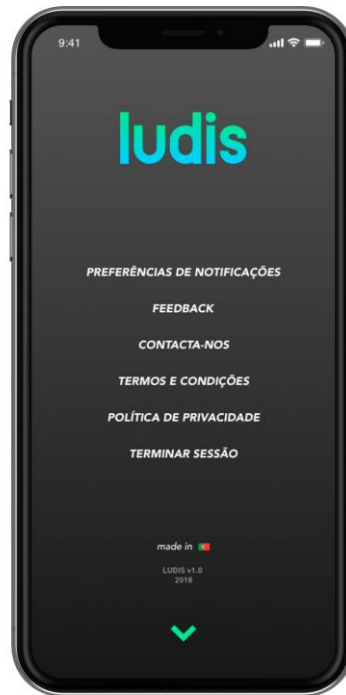 9:41
ludis
PREFERÊNCIAS DE NOTIFICAÇÕES
FEEDBACK
CONTACTA-NOS
TERMOS E CONDIÇÕES
POLÍTICA DE PRIVACIDADE
TERMINAR SESSÃO
made in
LUDIS v1.0
2018